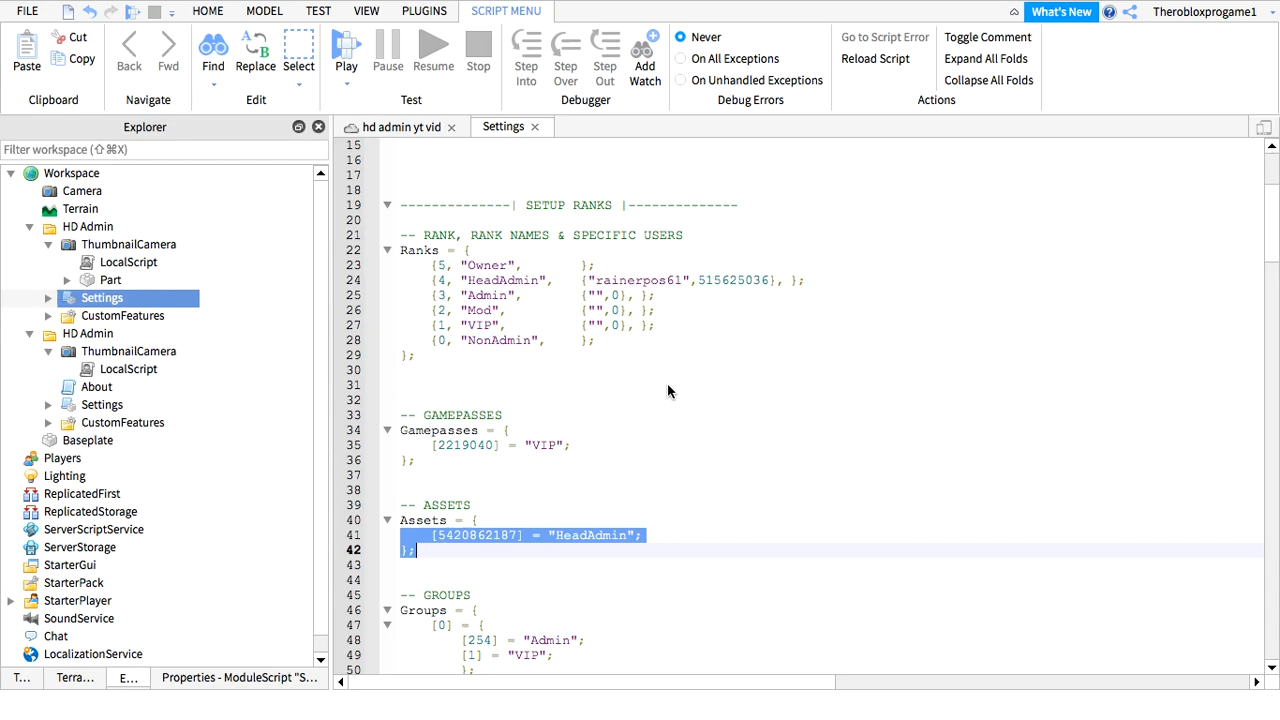 FILE HOME MODEL TEST VIEW PLUGINS SCRIPT MENU What's New Therobloxprogame1
Paste Cut Copy
Back Fwd
Find Replace Select
Play Pause Resume Stop
Step Into Step Over Step Out Add Watch
Never
On All Exceptions
On Unhandled Exceptions
Go to Script Error
Reload Script
Toggle Comment
Expand All Folds
Collapse All Folds
Clipboard Navigate Edit Test Debugger Debug Errors Actions
Explorer
Filter workspace (⇧⌘X)
Workspace
Camera
Terrain
HD Admin
ThumbnailCamera
LocalScript
Part
Settings
CustomFeatures
HD Admin
ThumbnailCamera
LocalScript
About
Settings
CustomFeatures
Baseplate
Players
Lighting
ReplicatedFirst
ReplicatedStorage
ServerScriptService
ServerStorage
StarterGui
StarterPack
StarterPlayer
SoundService
Chat
LocalizationService
T... Terra... E... Properties - ModuleScript "S...
hd admin yt vid Settings
15
16
17
18
19 --------------| SETUP RANKS |--------------
20
21 -- RANK, RANK NAMES & SPECIFIC USERS
22 Ranks = {
23 {5, "Owner", };
24 {4, "HeadAdmin", {"rainerpos61",515625036}, };
25 {3, "Admin", {"",0}, };
26 {2, "Mod", {"",0}, };
27 {1, "VIP", {"",0}, };
28 {0, "NonAdmin", };
29 };
30
31
32
33 -- GAMEPASSES
34 Gamepasses = {
35 [2219040] = "VIP";
36 };
37
38
39 -- ASSETS
40 Assets = {
41 [5420862187] = "HeadAdmin";
42 };
43
44
45 -- GROUPS
46 Groups = {
47 [0] = {
48 [254] = "Admin";
49 [1] = "VIP";
50 };